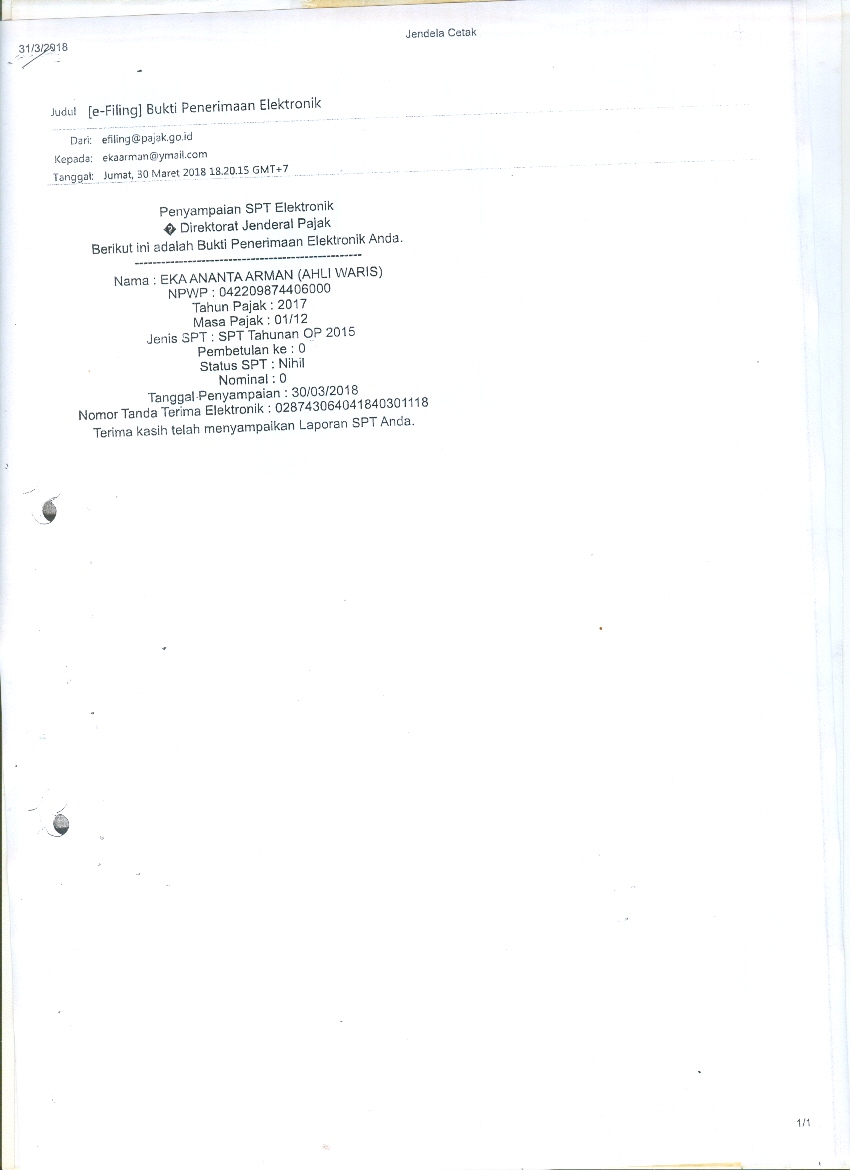 Jendela Cetak
31/3/2018
Judul [e-Filing] Bukti Penerimaan Elektronik
Dari: efiling@pajak.go.id
Kepada: ekaarman@ymail.com
Tanggal: Jumat, 30 Maret 2018 18.20.15 GMT+7
Penyampaian SPT Elektronik
� Direktorat Jenderal Pajak
Berikut ini adalah Bukti Penerimaan Elektronik Anda.
----------------------------------------------------
Nama : EKA ANANTA ARMAN (AHLI WARIS)
NPWP : 042209874406000
Tahun Pajak : 2017
Masa Pajak : 01/12
Jenis SPT : SPT Tahunan OP 2015
Pembetulan ke : 0
Status SPT : Nihil
Nominal : 0
Tanggal Penyampaian : 30/03/2018
Nomor Tanda Terima Elektronik : 028743064041840301118
Terima kasih telah menyampaikan Laporan SPT Anda.
1/1